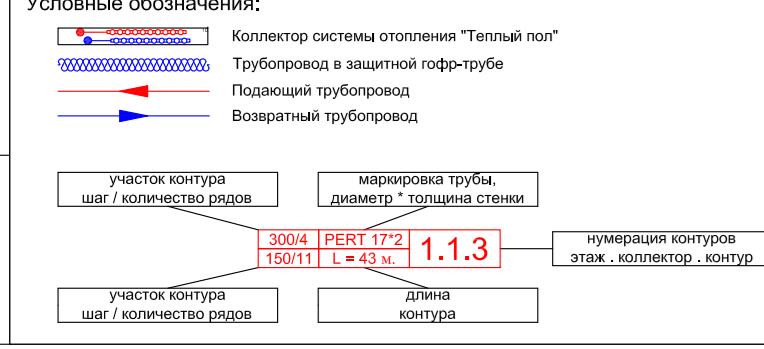 Условные обозначения:
Коллектор системы отопления "Теплый пол"
Трубопровод в защитной гофр-трубе
Подающий трубопровод
Возвратный трубопровод
участок контура
шаг / количество рядов
маркировка трубы,
диаметр * толщина стенки
300/4 PERT 17*2
150/11 L = 43 м.
1.1.3
нумерация контуров
этаж . коллектор . контур
участок контура
шаг / количество рядов
длина
контура